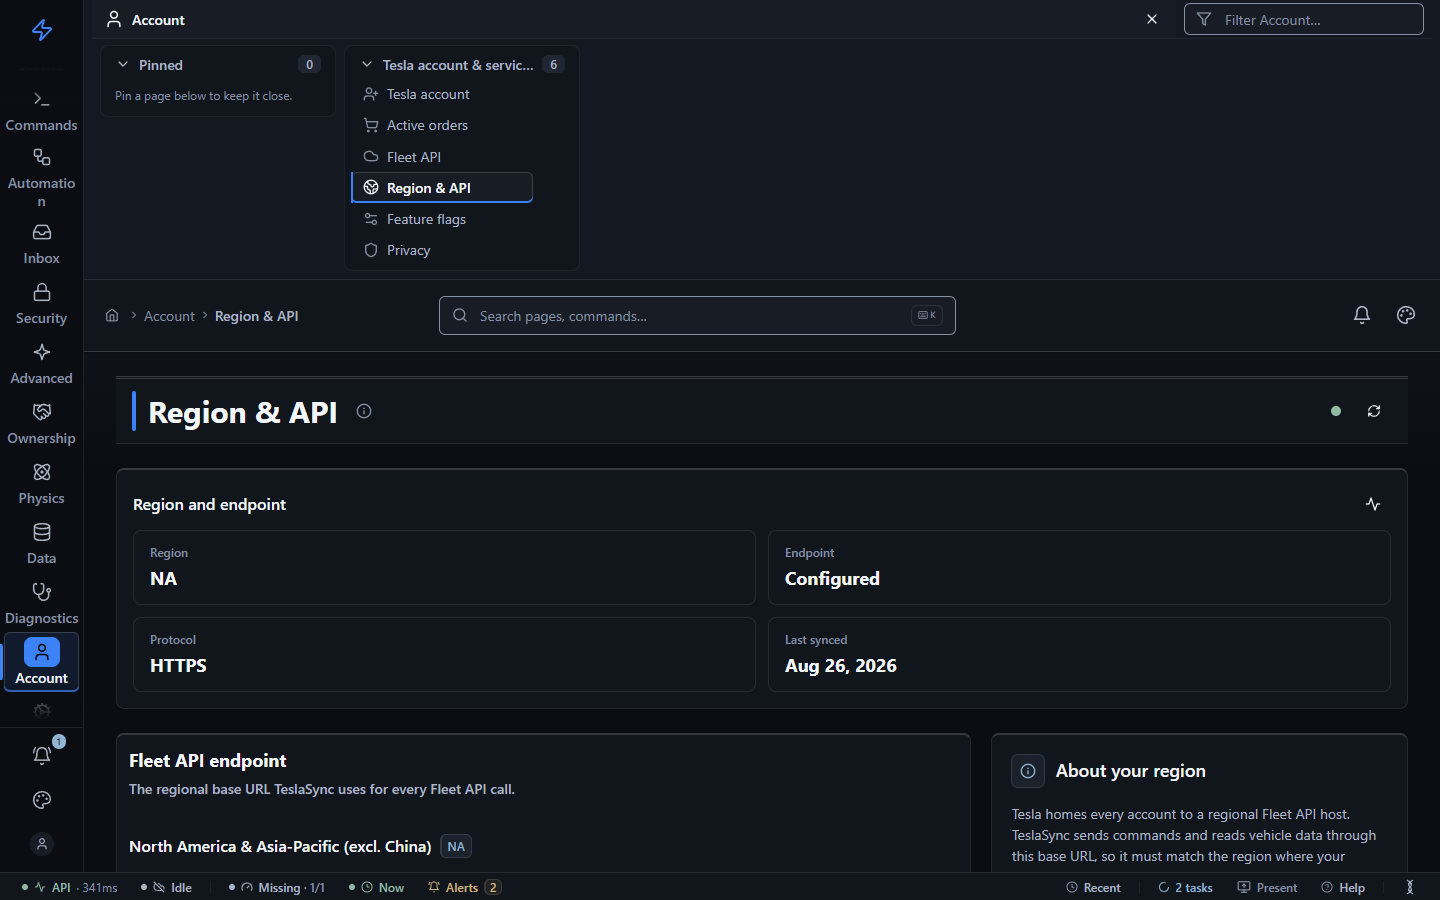 Account
Filter Account...
Pinned
0
Pin a page below to keep it close.
Tesla account & servic...
6
Tesla account
Active orders
Fleet API
Region & API
Feature flags
Privacy
Commands
Automatio
n
Inbox
Security
Advanced
Ownership
Physics
Data
Diagnostics
Account
1
Account
Region & API
Search pages, commands...
K
Region & API
Region and endpoint
Region
NA
Endpoint
Configured
Protocol
HTTPS
Last synced
Aug 26, 2026
Fleet API endpoint
The regional base URL TeslaSync uses for every Fleet API call.
North America & Asia-Pacific (excl. China)
NA
About your region
Tesla homes every account to a regional Fleet API host.
TeslaSync sends commands and reads vehicle data through
this base URL, so it must match the region where your
API · 341ms
Idle
Missing · 1/1
Now
Alerts
2
Recent
2 tasks
Present
Help